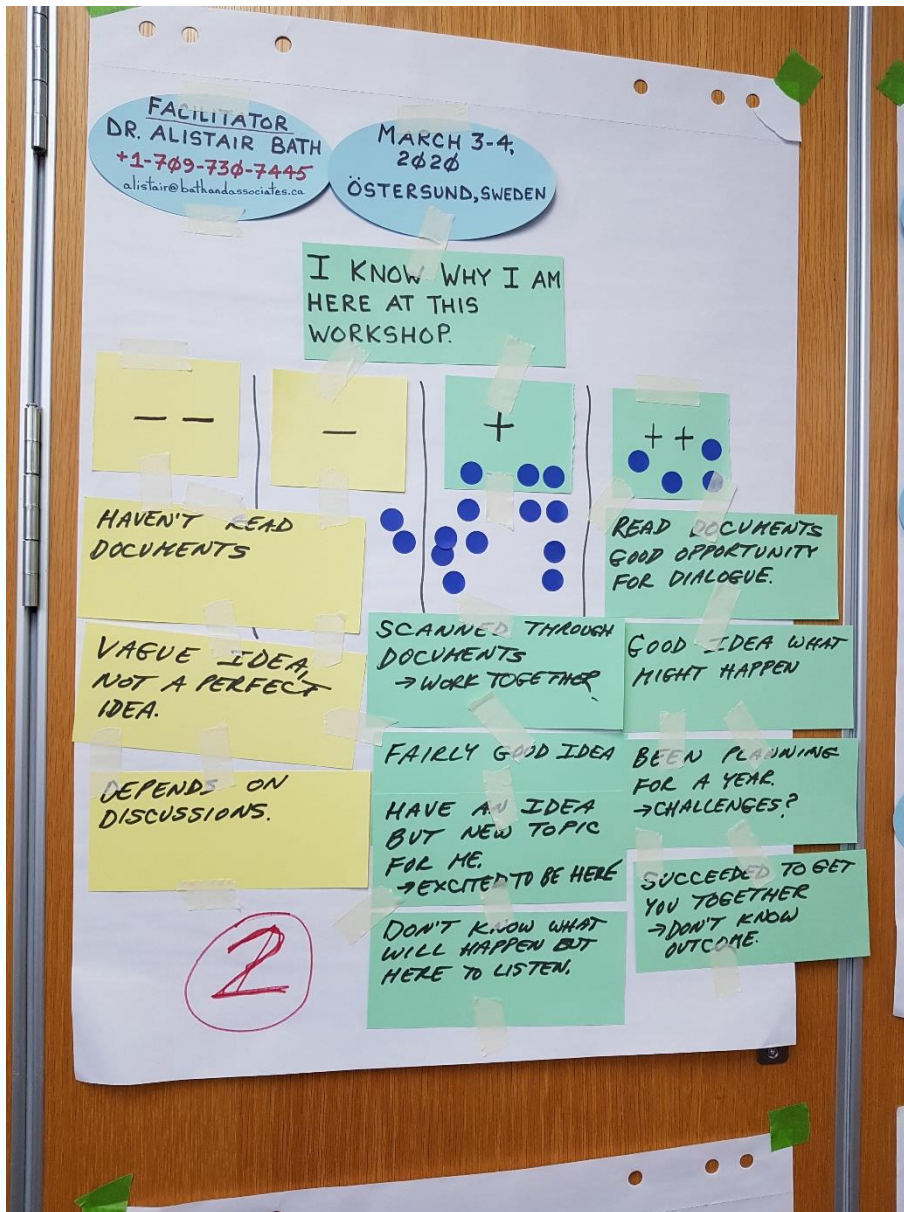 FACILITATOR
DR. ALISTAIR BATH
+1-709-730-7445
alistair@bathandassociates.ca
MARCH 3-4,
2020
ÖSTERSUND, SWEDEN
I KNOW WHY I AM
HERE AT THIS
WORKSHOP.
— —
—
+
+ +
HAVEN'T READ
DOCUMENTS
VAGUE IDEA,
NOT A PERFECT
IDEA.
DEPENDS ON
DISCUSSIONS.
SCANNED THROUGH
DOCUMENTS
→ WORK TOGETHER
FAIRLY GOOD IDEA
HAVE AN IDEA
BUT NEW TOPIC
FOR ME.
→ EXCITED TO BE HERE
DON'T KNOW WHAT
WILL HAPPEN BUT
HERE TO LISTEN.
READ DOCUMENTS
GOOD OPPORTUNITY
FOR DIALOGUE.
GOOD IDEA WHAT
MIGHT HAPPEN
BEEN PLANNING
FOR A YEAR.
→ CHALLENGES?
SUCCEEDED TO GET
YOU TOGETHER
→ DON'T KNOW
OUTCOME.
2